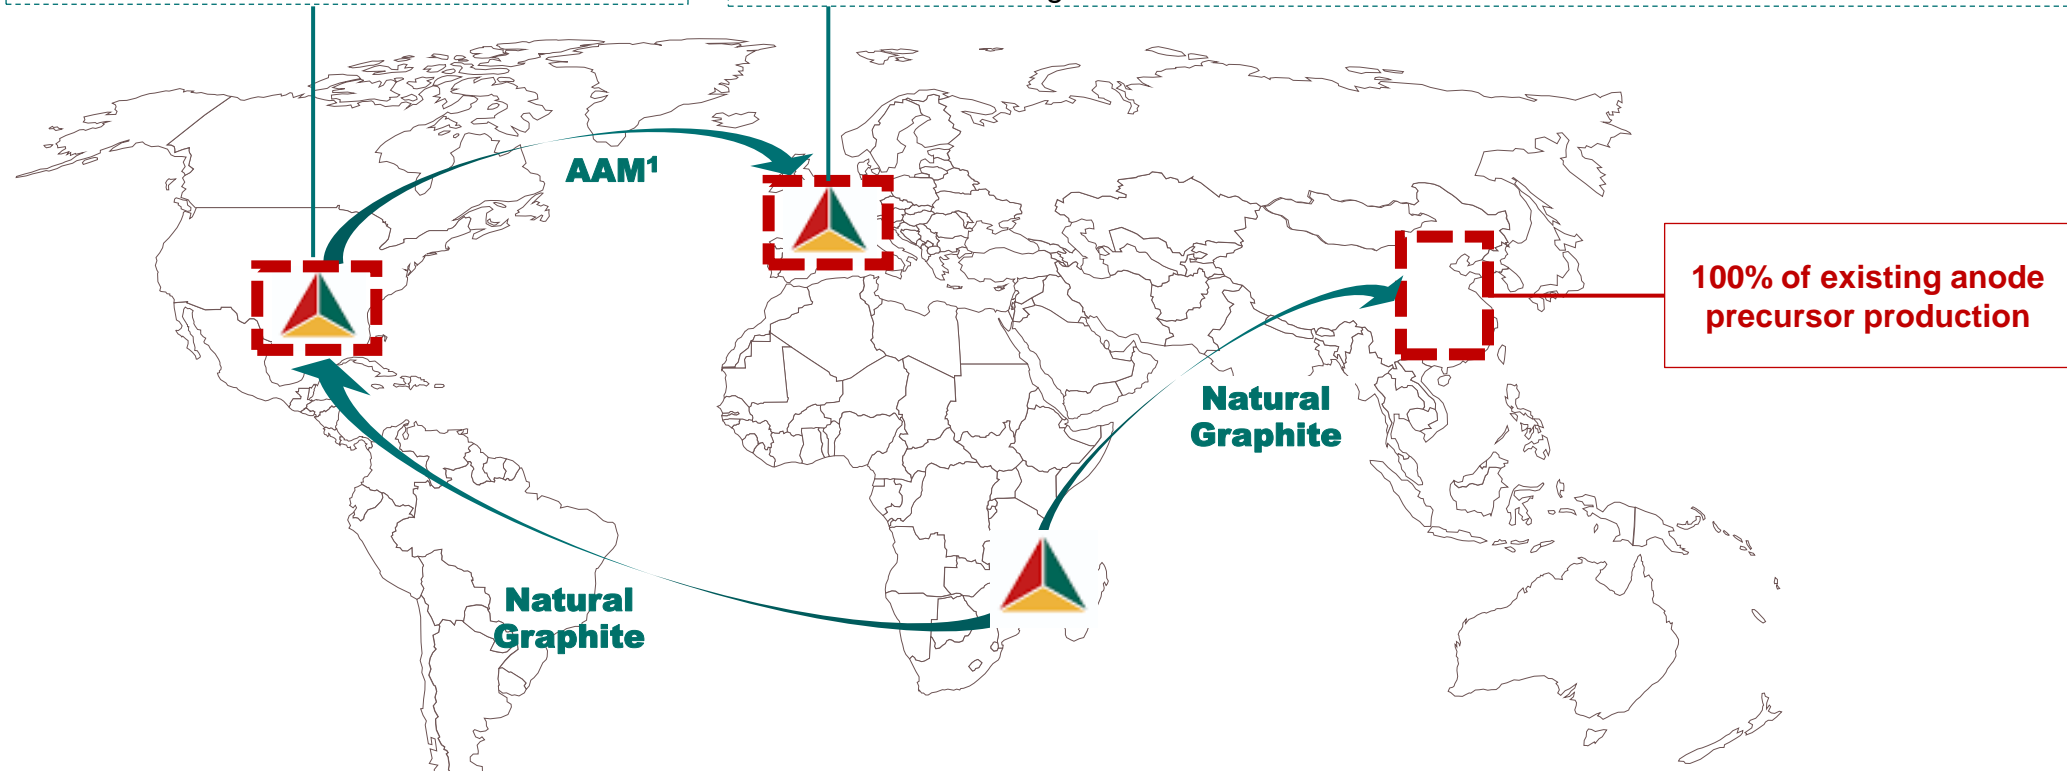 AAM¹
100% of existing anode
precursor production
Natural
Graphite
Natural
Graphite